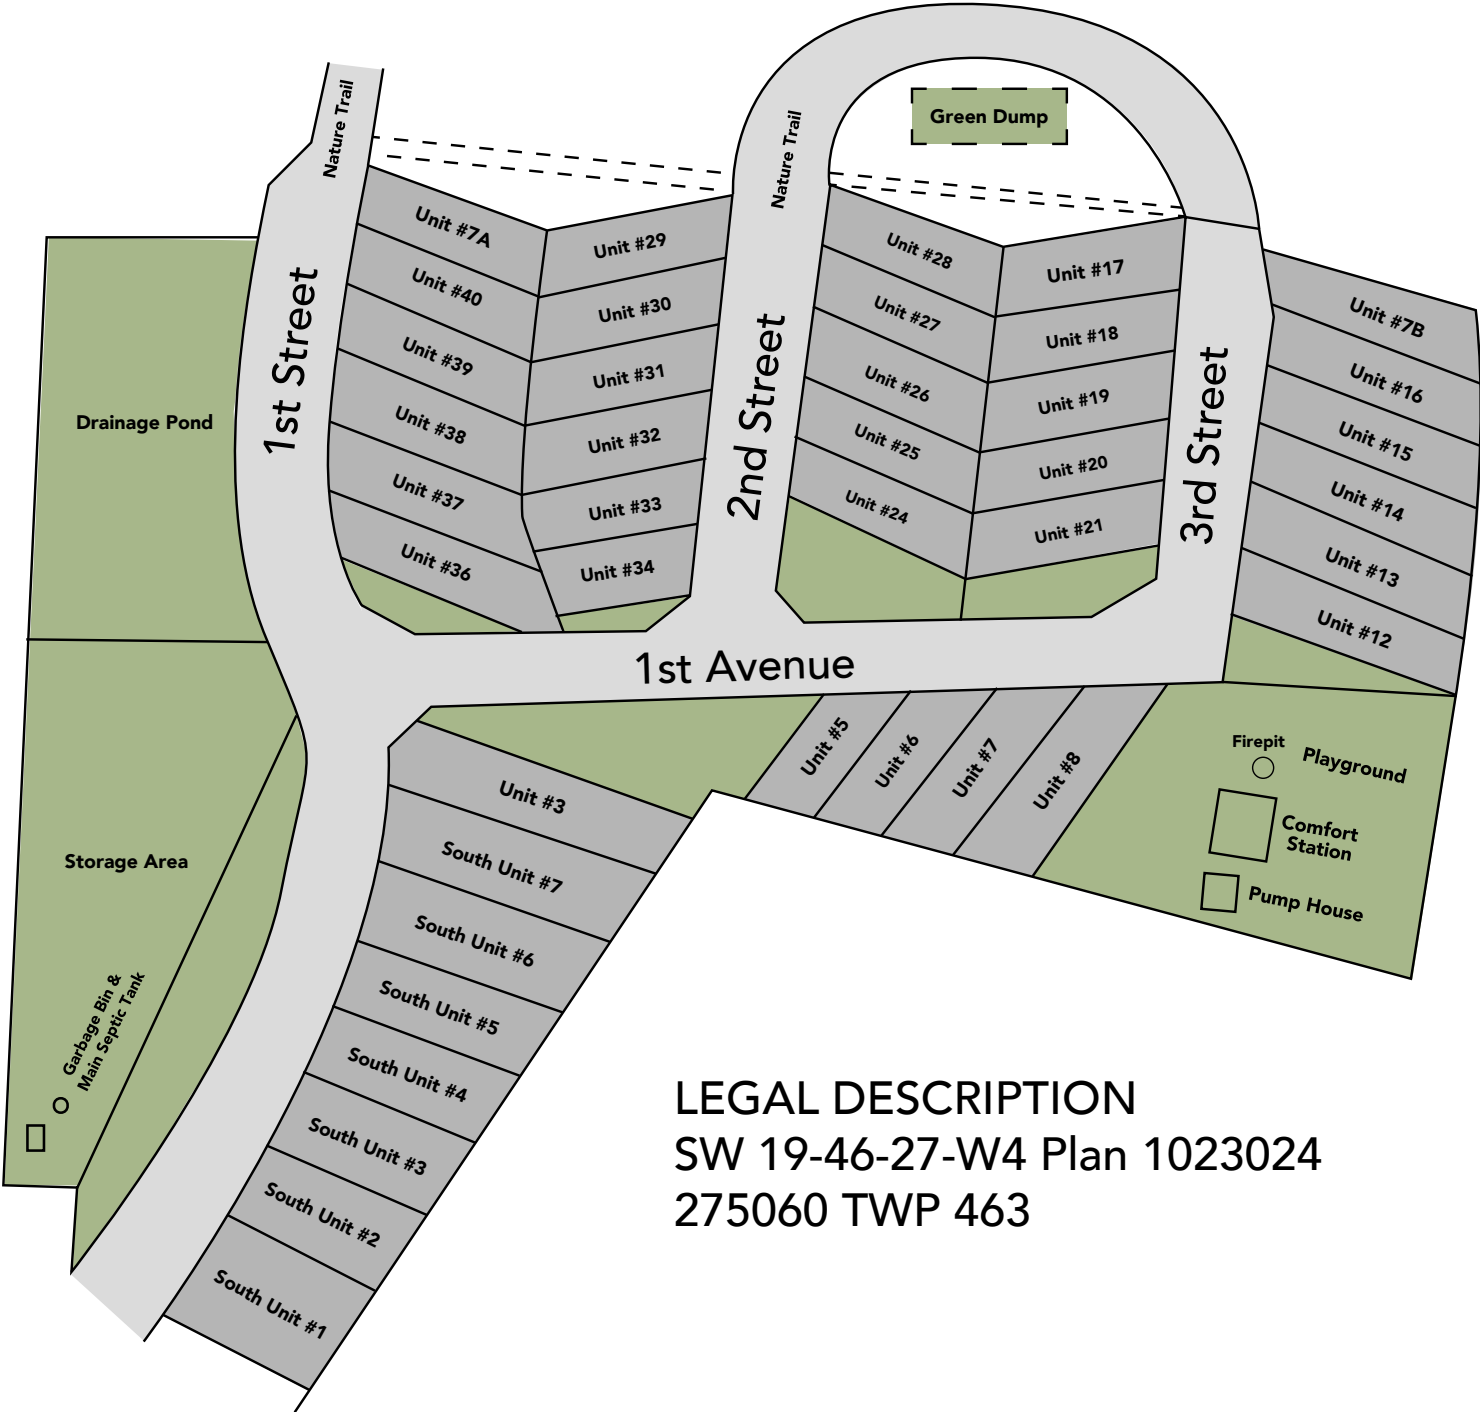 Nature Trail
Nature Trail
Green Dump
1st Street
2nd Street
3rd Street
1st Avenue
Drainage Pond
Unit #7A
Unit #40
Unit #39
Unit #38
Unit #37
Unit #36
Unit #29
Unit #30
Unit #31
Unit #32
Unit #33
Unit #34
Unit #28
Unit #27
Unit #26
Unit #25
Unit #24
Unit #17
Unit #18
Unit #19
Unit #20
Unit #21
Unit #7B
Unit #16
Unit #15
Unit #14
Unit #13
Unit #12
Unit #5
Unit #6
Unit #7
Unit #8
Firepit
Playground
Comfort
Station
Pump House
Storage Area
Garbage Bin &
Main Septic Tank
Unit #3
South Unit #7
South Unit #6
South Unit #5
South Unit #4
South Unit #3
South Unit #2
South Unit #1
LEGAL DESCRIPTION
SW 19-46-27-W4 Plan 1023024
275060 TWP 463